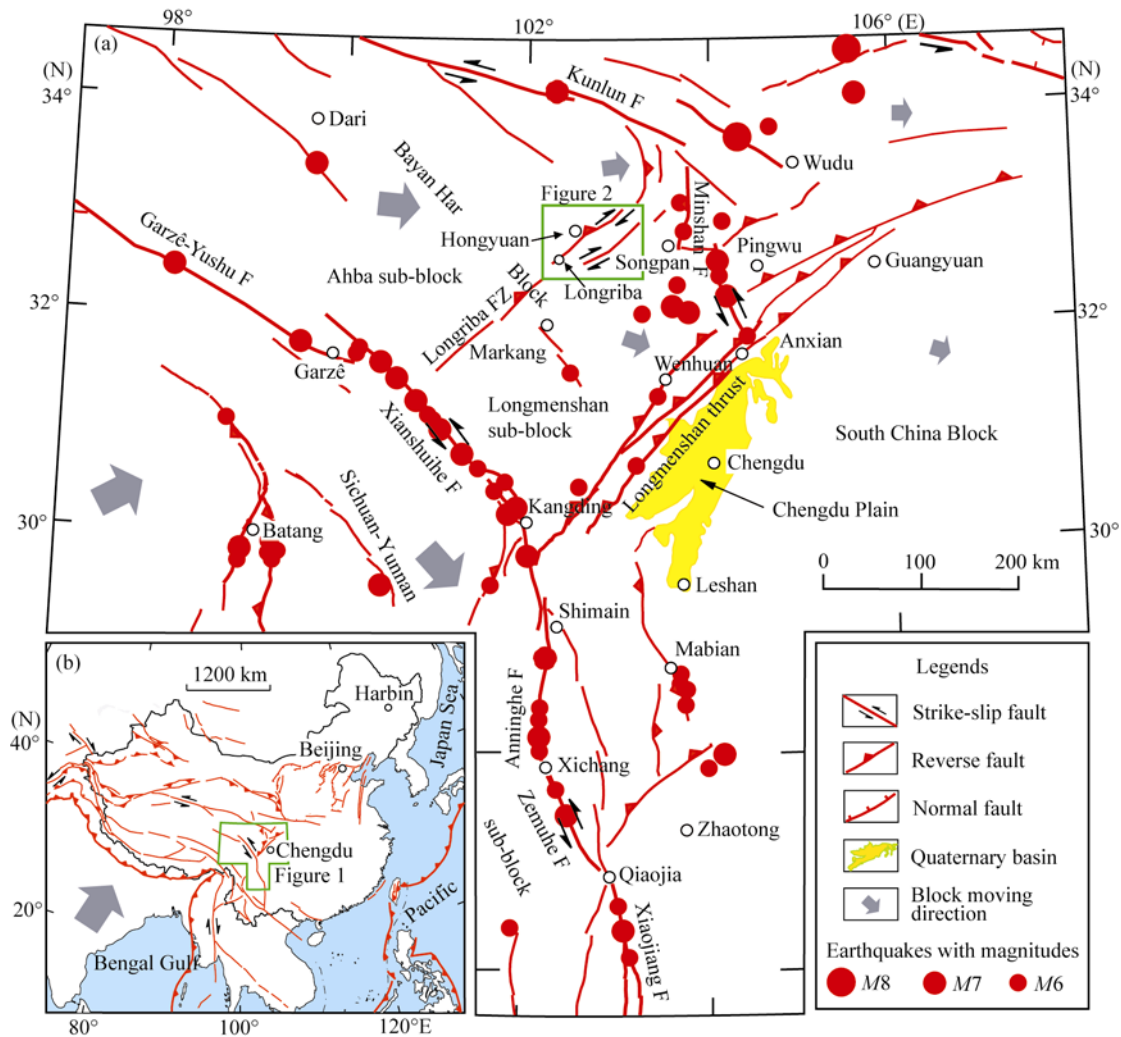 98°
102°
106° (E)
(a)
(N)
(N)
34°
34°
Kunlun F
Dari
Bayan Har
Wudu
Figure 2
Minshan F
Garzê-Yushu F
Hongyuan
Pingwu
Songpan
Guangyuan
Ahba sub-block
Block
Longriba
32°
32°
Longriba FZ
Markang
Anxian
Garzê
Wenhuan
Xianshuihe F
Longmenshan
sub-block
Longmenshan thrust
South China Block
Chengdu
Kangding
Chengdu Plain
30°
30°
Batang
Sichuan-Yunnan
0
100
200 km
Leshan
Shimain
Mabian
Anninghe F
Xichang
Zemuhe F
Zhaotong
sub-block
Qiaojia
Xiaojiang F
(b)
1200 km
Harbin
Japan Sea
(N)
40°
Beijing
Chengdu
Figure 1
20°
Pacific
Bengal Gulf
80°
100°
120°E
Legends
Strike-slip fault
Reverse fault
Normal fault
Quaternary basin
Block moving
direction
Earthquakes with magnitudes
M8
M7
M6